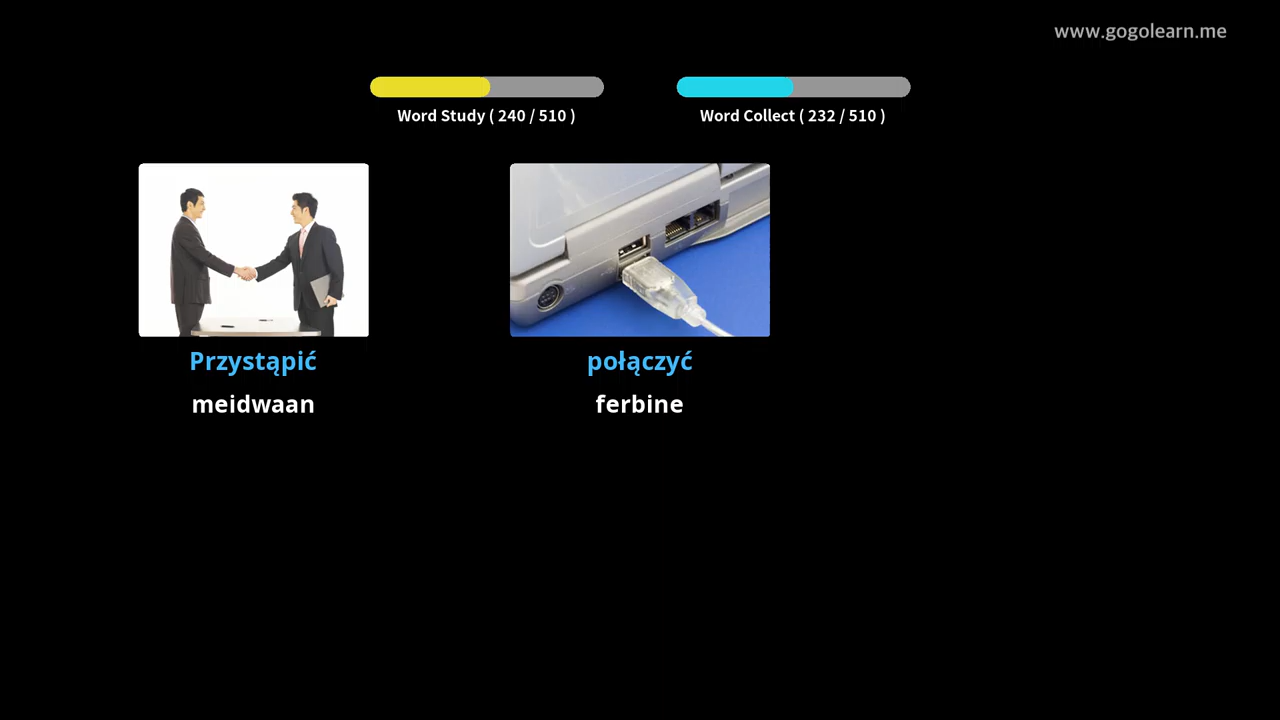 www.gogolearn.me
Word Study ( 240 / 510 )
Word Collect ( 232 / 510 )
Przystąpić
połączyć
meidwaan
ferbine